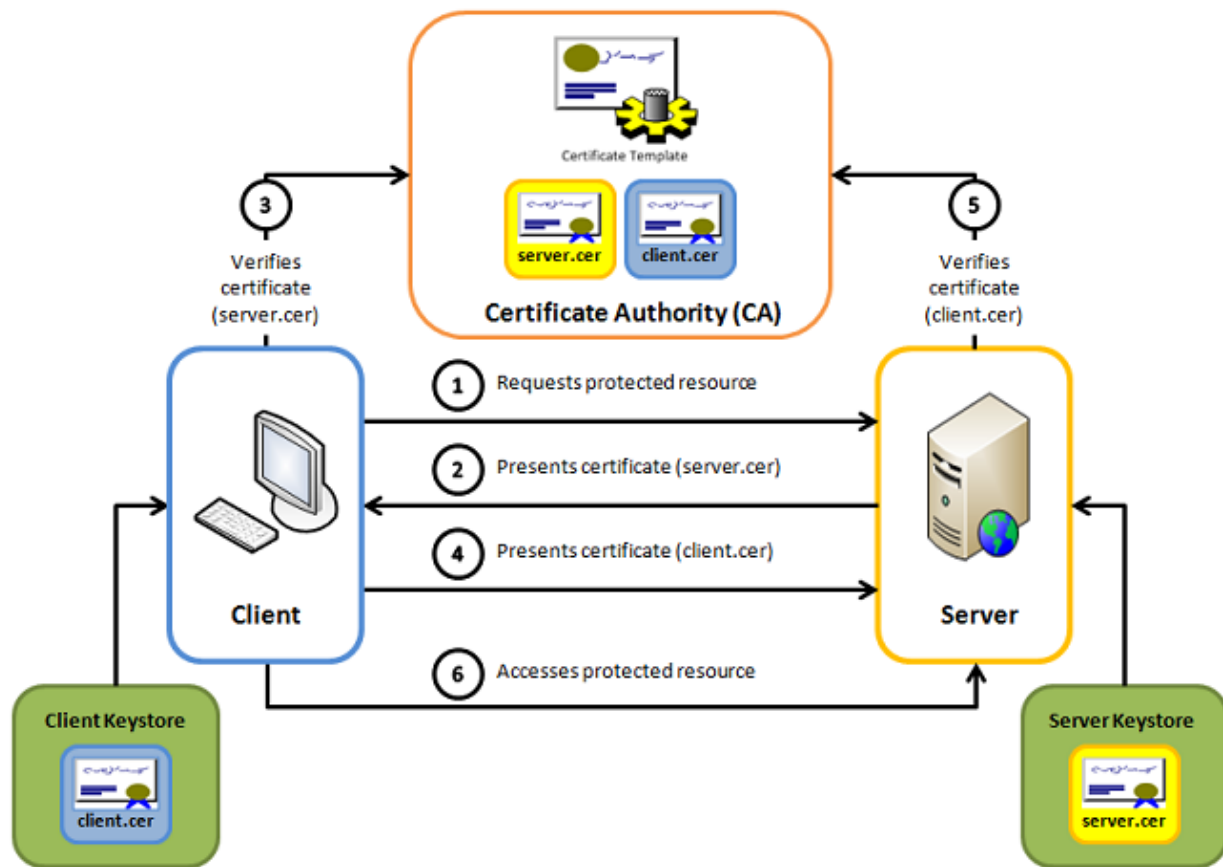 Certificate Template
server.cer
client.cer
Certificate Authority (CA)
3
Verifies
certificate
(server.cer)
5
Verifies
certificate
(client.cer)
1
Requests protected resource
2
Presents certificate (server.cer)
4
Presents certificate (client.cer)
Client
Server
6
Accesses protected resource
Client Keystore
client.cer
Server Keystore
server.cer